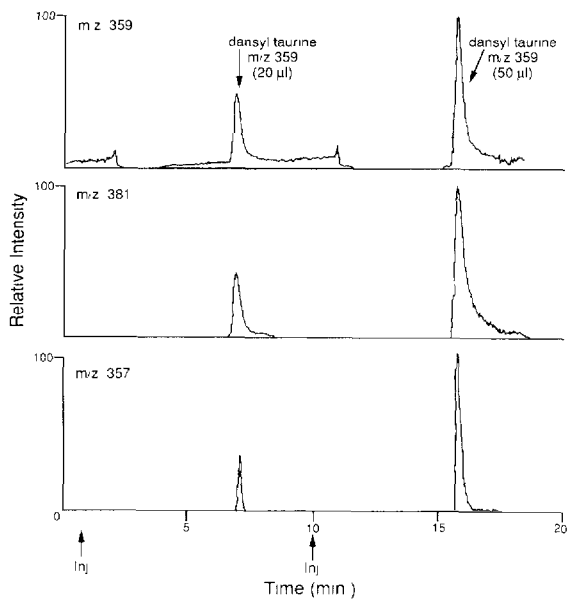 100
m/z 359
dansyl taurine
m/z 359
(20 µl)
dansyl taurine
m/z 359
(50 µl)
100
m/z 381
Relative Intensity
100
m/z 357
0
5
10
15
20
Inj
Inj
Time (min.)